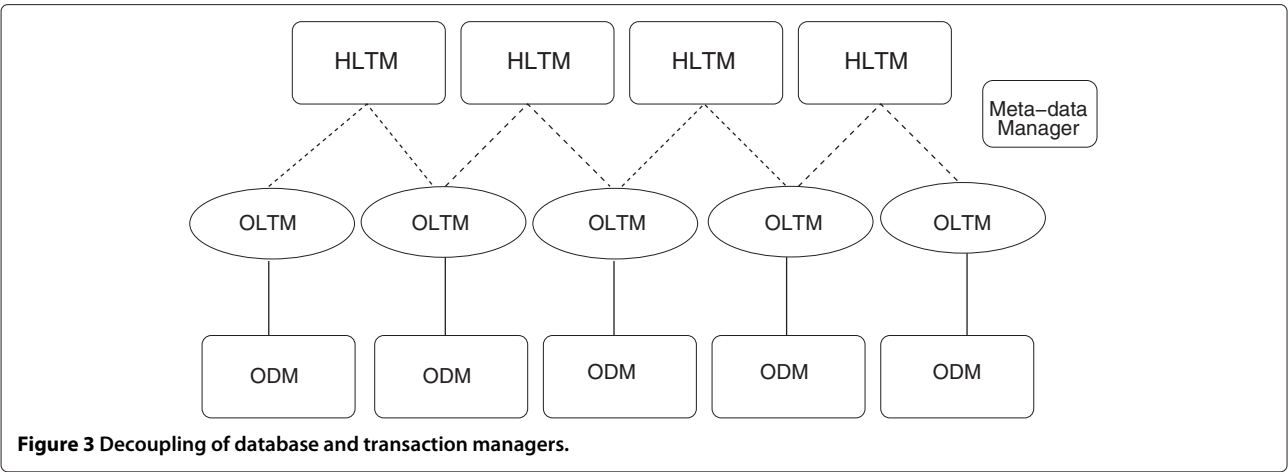 HLTM HLTM HLTM HLTM
Meta–data
Manager
OLTM OLTM OLTM OLTM OLTM
ODM ODM ODM ODM ODM
Figure 3 Decoupling of database and transaction managers.